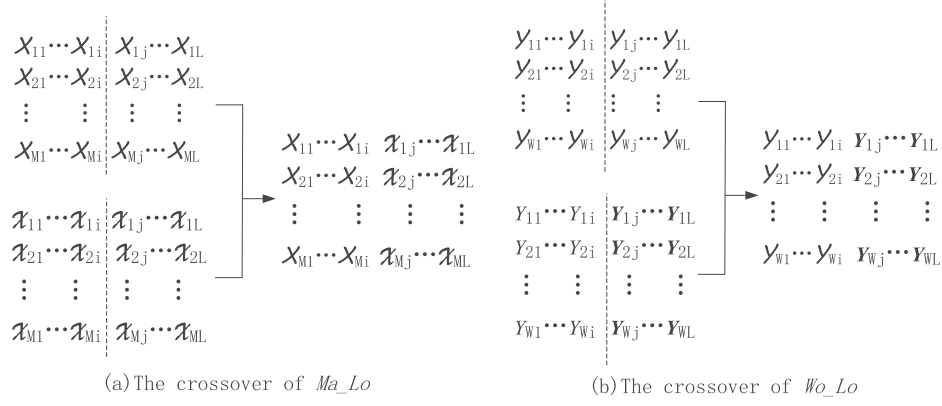 X11⋯X1i X1j⋯X1L
X21⋯X2i X2j⋯X2L
⋮ ⋮ ⋮ ⋮
XM1⋯XMi XMj⋯XML
𝓧11⋯𝓧1i 𝓧1j⋯𝓧1L
𝓧21⋯𝓧2i 𝓧2j⋯𝓧2L
⋮ ⋮ ⋮ ⋮
𝓧M1⋯𝓧Mi 𝓧Mj⋯𝓧ML
X11⋯X1i 𝓧1j⋯𝓧1L
X21⋯X2i 𝓧2j⋯𝓧2L
⋮ ⋮ ⋮ ⋮
XM1⋯XMi 𝓧Mj⋯𝓧ML
(a)The crossover of Ma_Lo
y11⋯y1i y1j⋯y1L
y21⋯y2i y2j⋯y2L
⋮ ⋮ ⋮ ⋮
yW1⋯yWi yWj⋯yWL
Y11⋯Y1i Y1j⋯Y1L
Y21⋯Y2i Y2j⋯Y2L
⋮ ⋮ ⋮ ⋮
YW1⋯YWi YWj⋯YWL
y11⋯y1i Y1j⋯Y1L
y21⋯y2i Y2j⋯Y2L
⋮ ⋮ ⋮ ⋮
yW1⋯yWi YWj⋯YWL
(b)The crossover of Wo_Lo